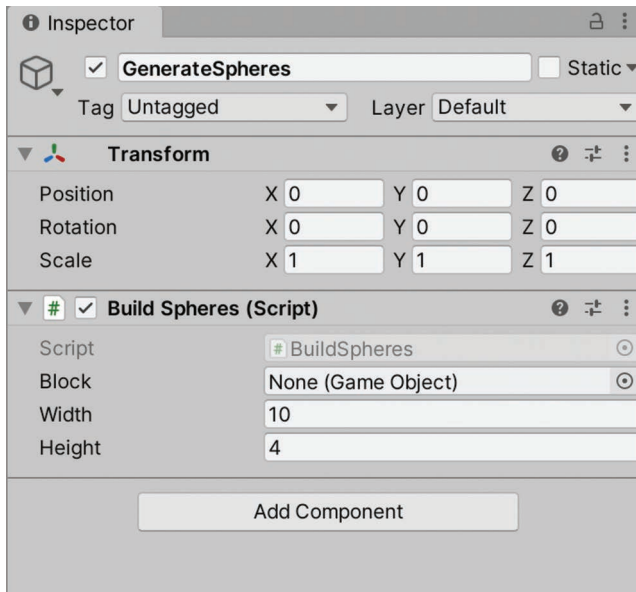 Inspector
GenerateSpheres Static
Tag Untagged Layer Default
Transform
Position X 0 Y 0 Z 0
Rotation X 0 Y 0 Z 0
Scale X 1 Y 1 Z 1
# Build Spheres (Script)
Script # BuildSpheres
Block None (Game Object)
Width 10
Height 4
Add Component